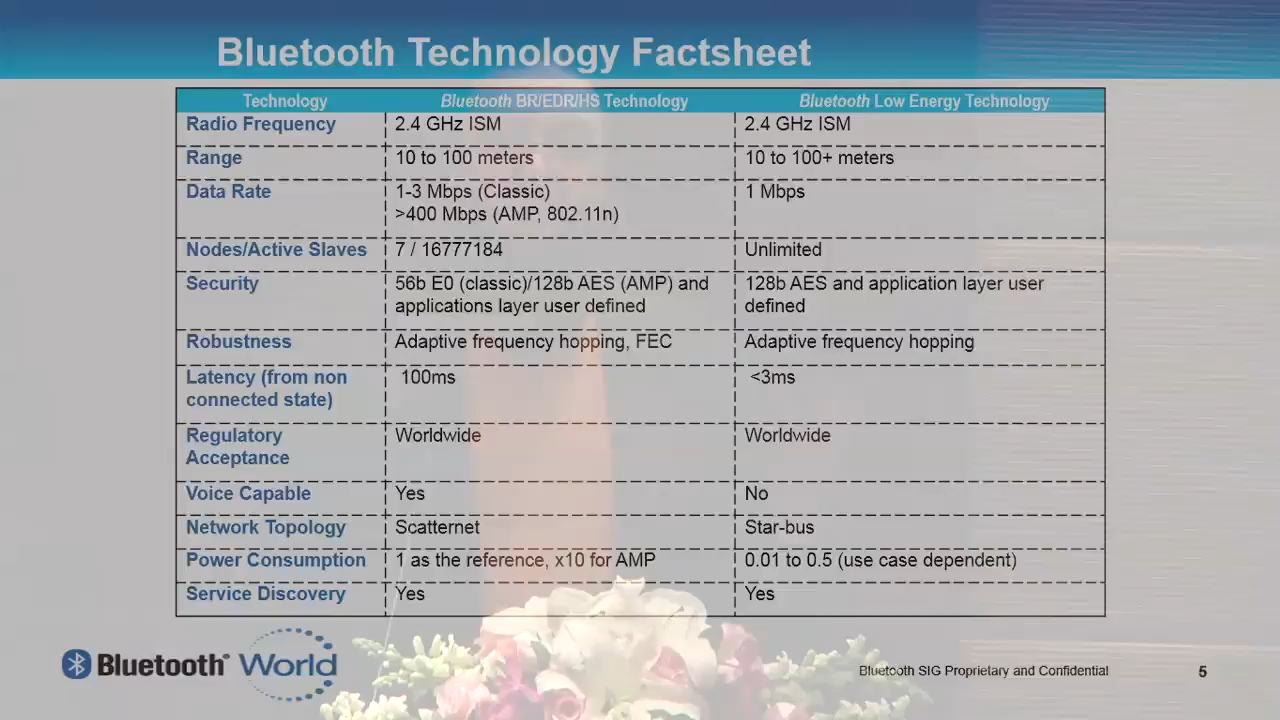 Bluetooth Technology Factsheet
Technology Bluetooth BR/EDR/HS Technology Bluetooth Low Energy Technology
Radio Frequency 2.4 GHz ISM 2.4 GHz ISM
Range 10 to 100 meters 10 to 100+ meters
Data Rate 1-3 Mbps (Classic) 1 Mbps
>400 Mbps (AMP, 802.11n)
Nodes/Active Slaves 7 / 16777184 Unlimited
Security 56b E0 (classic)/128b AES (AMP) and 128b AES and application layer user
applications layer user defined defined
Robustness Adaptive frequency hopping, FEC Adaptive frequency hopping
Latency (from non 100ms <3ms
connected state)
Regulatory Worldwide Worldwide
Acceptance
Voice Capable Yes No
Network Topology Scatternet Star-bus
Power Consumption 1 as the reference, x10 for AMP 0.01 to 0.5 (use case dependent)
Service Discovery Yes Yes
Bluetooth World
Bluetooth SIG Proprietary and Confidential 5